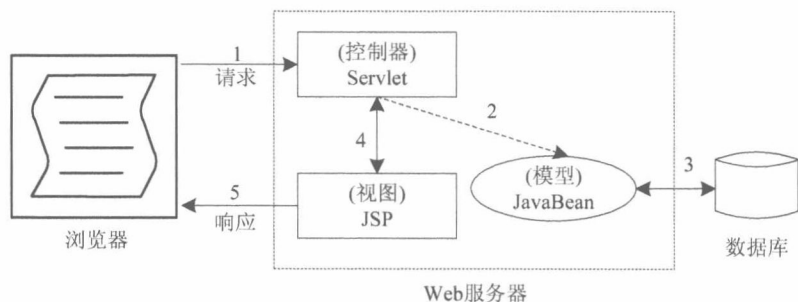 1
请求
(控制器)
Servlet
2
4
3
(模型)
JavaBean
(视图)
JSP
5
响应
浏览器
数据库
Web服务器